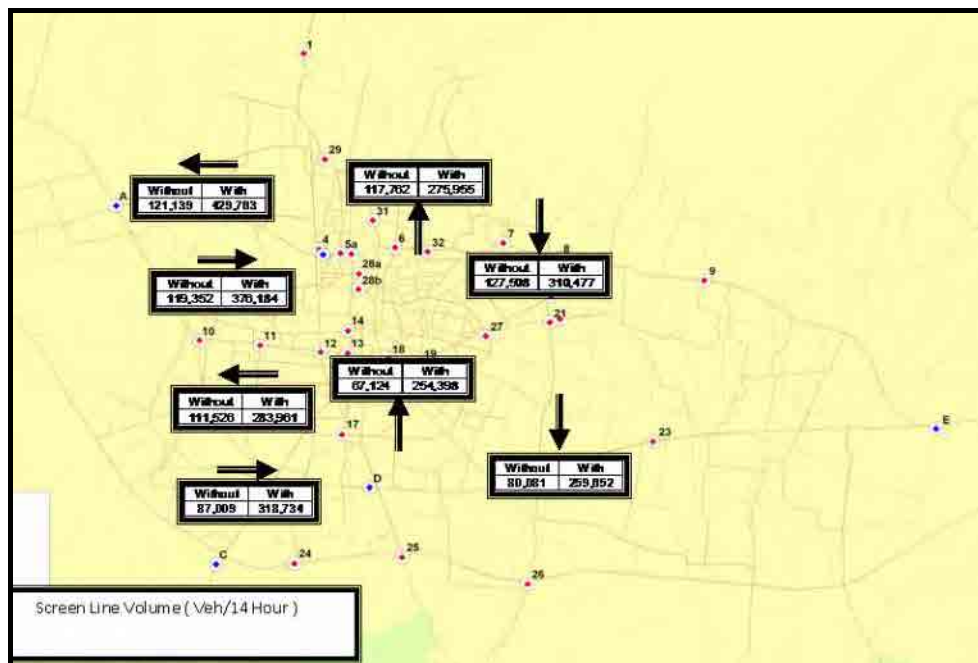 1
29
Without With
117,762 275,955
A
Without With
121,139 429,783
31
4 5a 6 32 7 8
28a
28b
9
Without With
119,352 376,184
Without With
127,508 310,477
14 27 21
10 11 12 13 18 19
Without With
67,124 254,398
Without With
111,526 283,961
17
23
E
Without With
80,081 259,652
D
Without With
87,009 318,734
C 24 25 26
Screen Line Volume ( Veh/14 Hour )